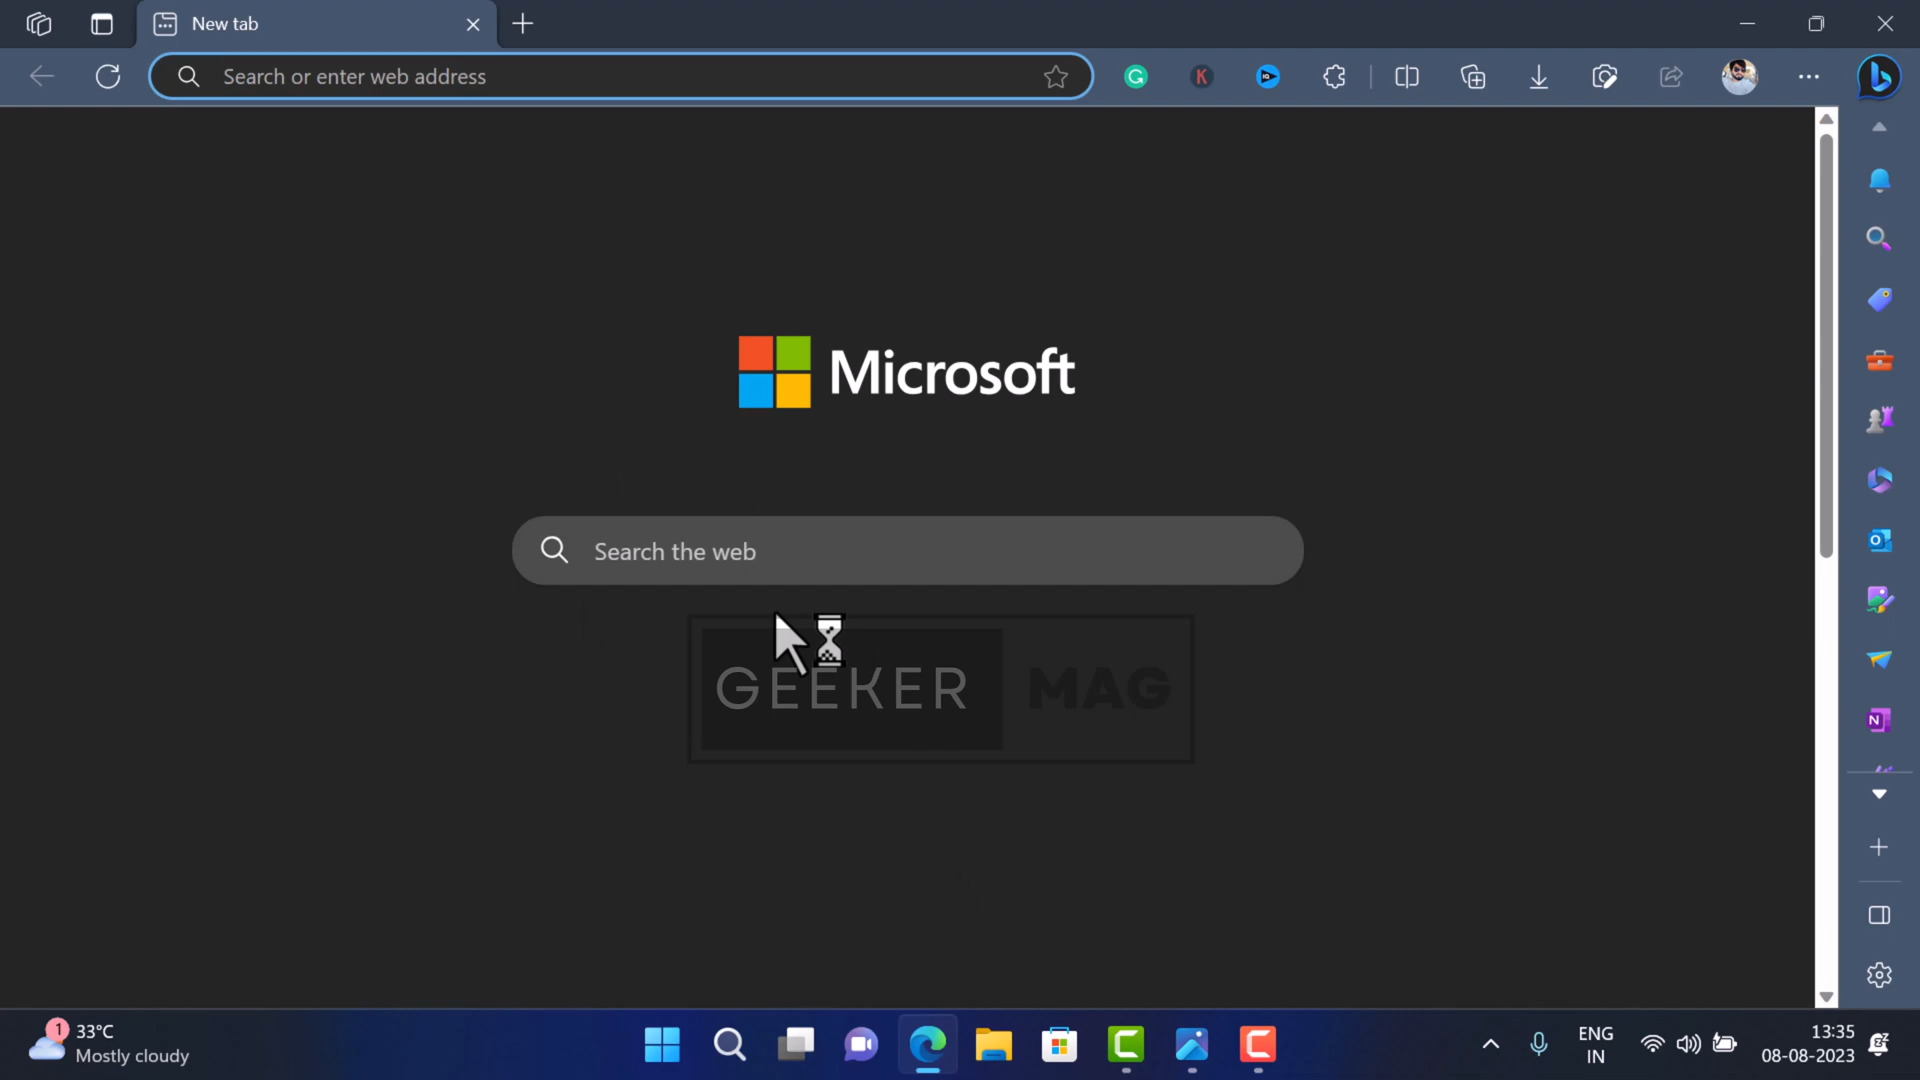 New tab
Search or enter web address
Microsoft
Search the web
GEEKER MAG
1
33°C
Mostly cloudy
ENG
IN
13:35
08-08-2023